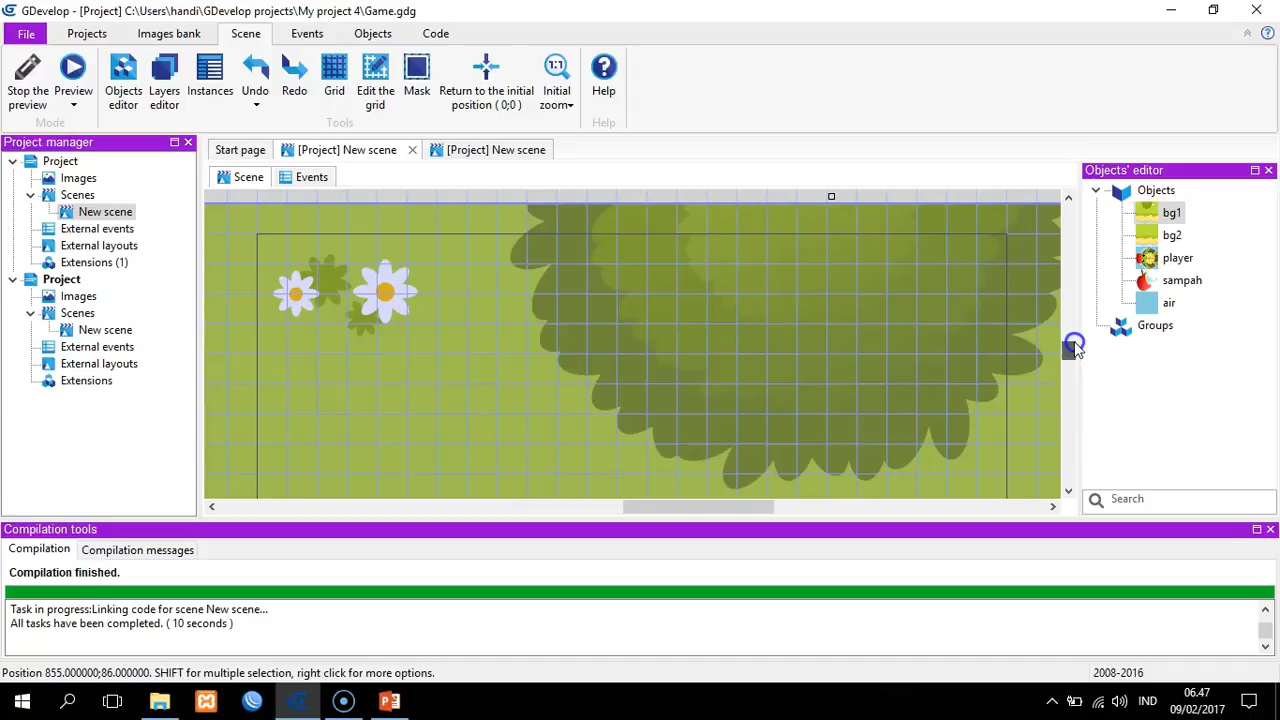 GDevelop - [Project] C:\Users\handi\GDevelop projects\My project 4\Game.gdg
File Projects Images bank Scene Events Objects Code
Stop the preview
Preview
Objects editor
Layers editor
Instances
Undo
Redo
Grid
Edit the grid
Mask
Return to the initial position ( 0;0 )
1:1
Initial zoom
Help
Mode
Tools
Help
Project manager
Project
Images
Scenes
New scene
External events
External layouts
Extensions (1)
Project
Images
Scenes
New scene
External events
External layouts
Extensions
Start page
[Project] New scene
[Project] New scene
Scene
Events
Objects' editor
Objects
bg1
bg2
player
sampah
air
Groups
Search
Compilation tools
Compilation
Compilation messages
Compilation finished.
Task in progress:Linking code for scene New scene...
All tasks have been completed. ( 10 seconds )
Position 855.000000;86.000000. SHIFT for multiple selection, right click for more options.
2008-2016
IND
06.47
09/02/2017